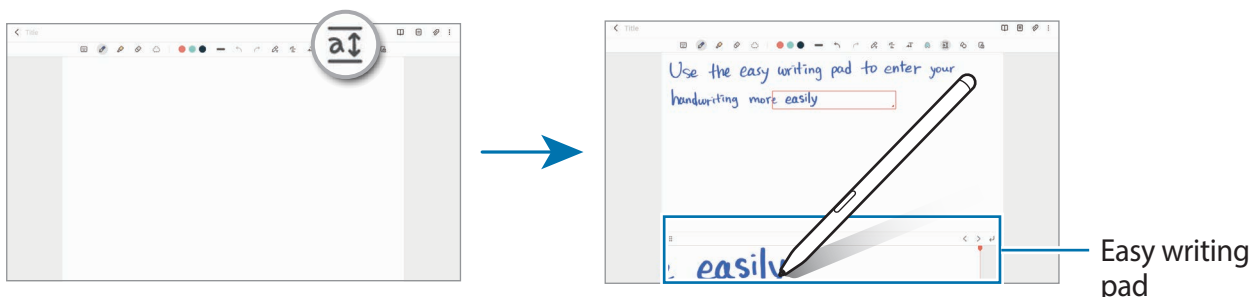 Title
a
Title
Use the easy writing pad to enter your
handwriting more easily
easily
Easy writing
pad